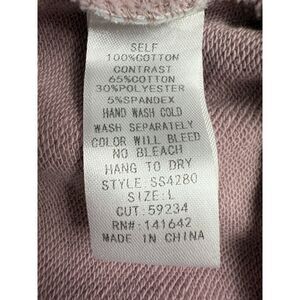 SELF
100%COTTON
CONTRAST
65%COTTON
30%POLYESTER
5%SPANDEX
HAND WASH COLD
WASH SEPARATELY
COLOR WILL BLEED
NO BLEACH
HANG TO DRY
STYLE:SS4280
SIZE:L
CUT:59234
RN#:141642
MADE IN CHINA